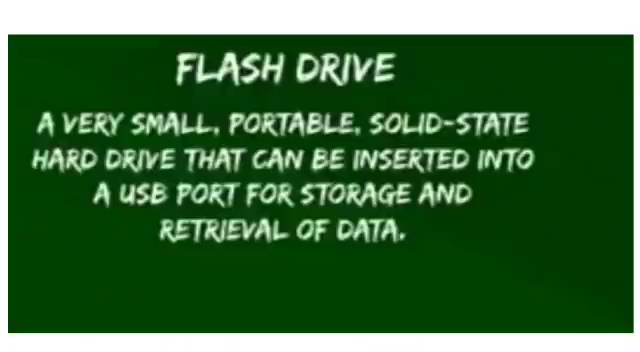 FLASH DRIVE
A VERY SMALL, PORTABLE, SOLID-STATE
HARD DRIVE THAT CAN BE INSERTED INTO
A USB PORT FOR STORAGE AND
RETRIEVAL OF DATA.